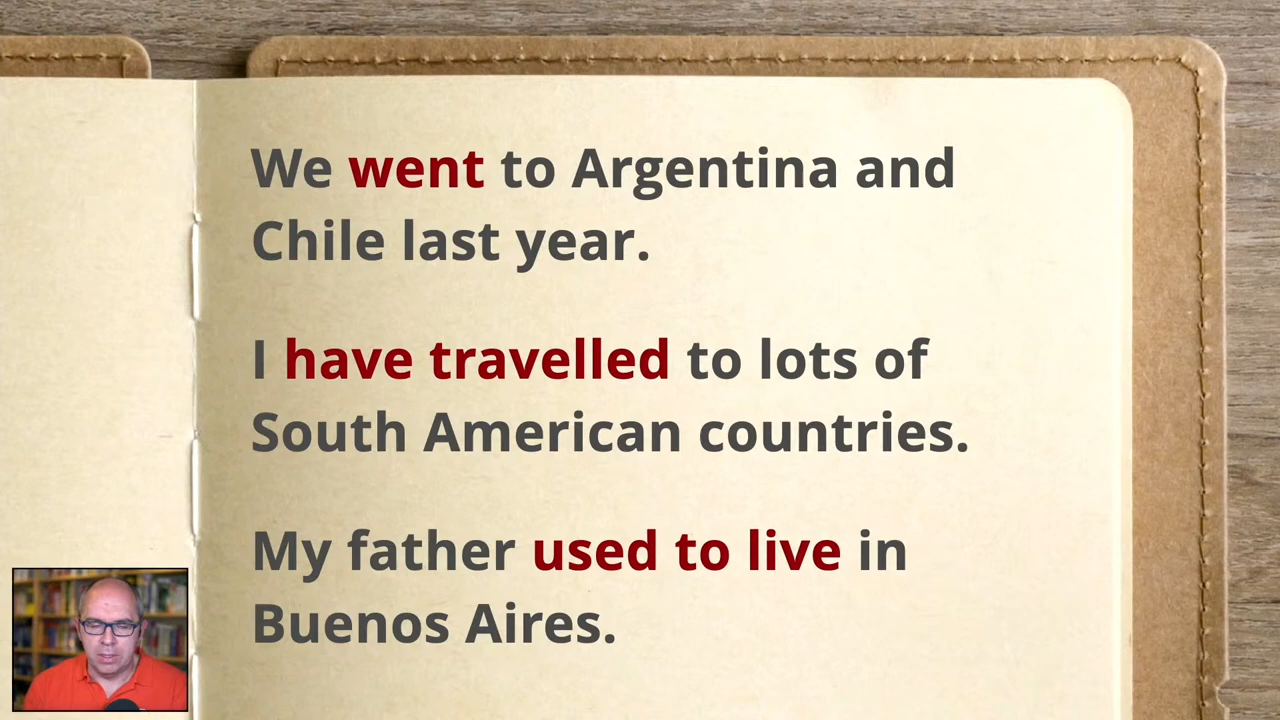 We went to Argentina and
Chile last year.
I have travelled to lots of
South American countries.
My father used to live in
Buenos Aires.